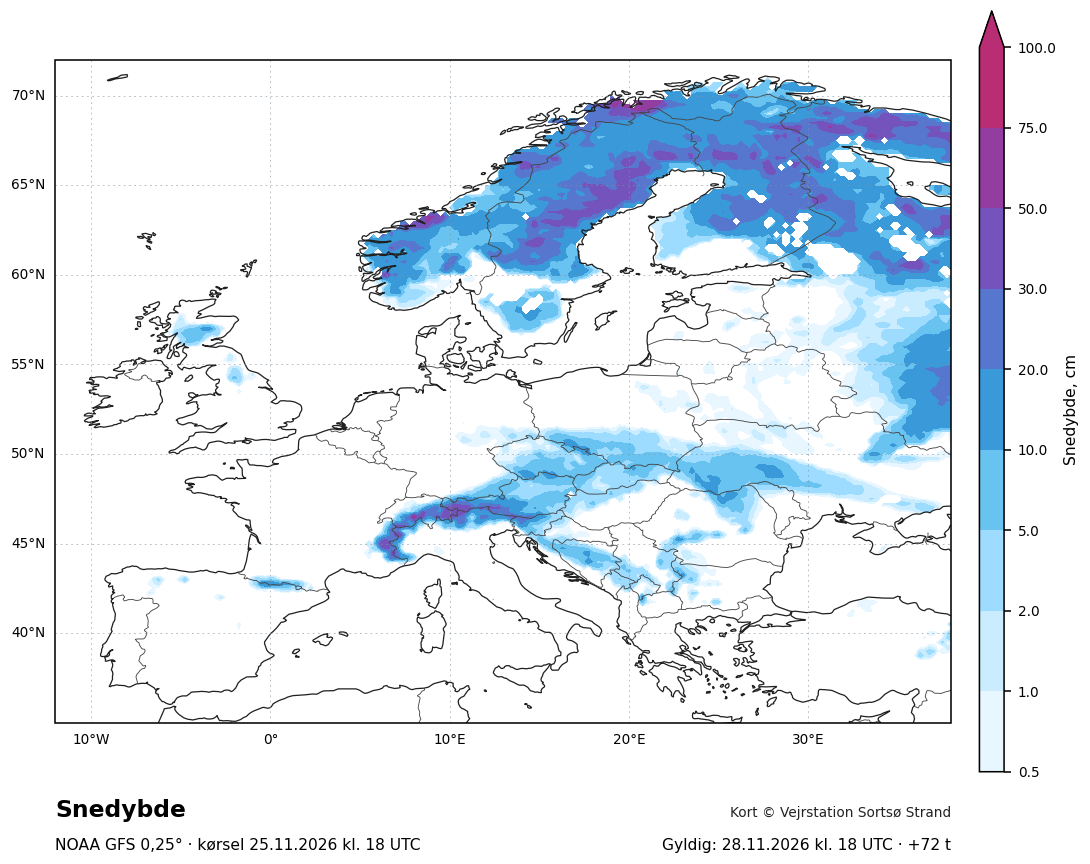 100.0
70°N
75.0
65°N
50.0
60°N
30.0
55°N
20.0
Snedybde, cm
50°N
10.0
45°N
5.0
40°N
2.0
1.0
10°W 0° 10°E 20°E 30°E
0.5
Snedybde
Kort © Vejrstation Sortsø Strand
NOAA GFS 0,25° · kørsel 25.11.2026 kl. 18 UTC
Gyldig: 28.11.2026 kl. 18 UTC · +72 t